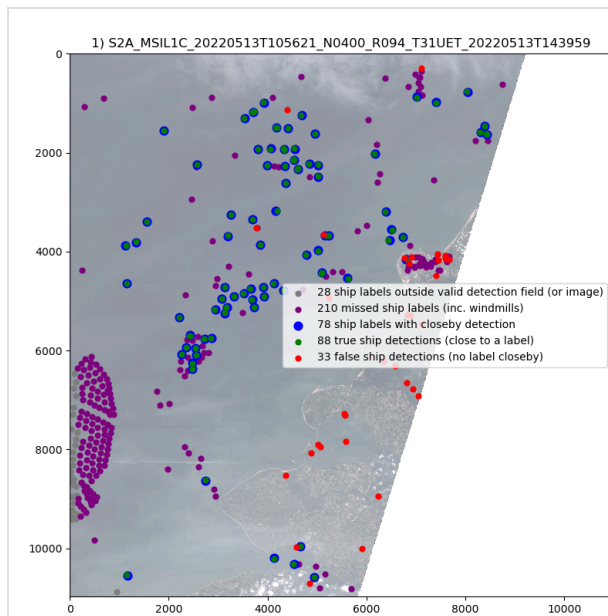 1) S2A_MSIL1C_20220513T105621_N0400_R094_T31UET_20220513T143959
0
2000
4000
6000
8000
10000
28 ship labels outside valid detection field (or image)
210 missed ship labels (inc. windmills)
78 ship labels with closeby detection
88 true ship detections (close to a label)
33 false ship detections (no label closeby)
0
2000
4000
6000
8000
10000